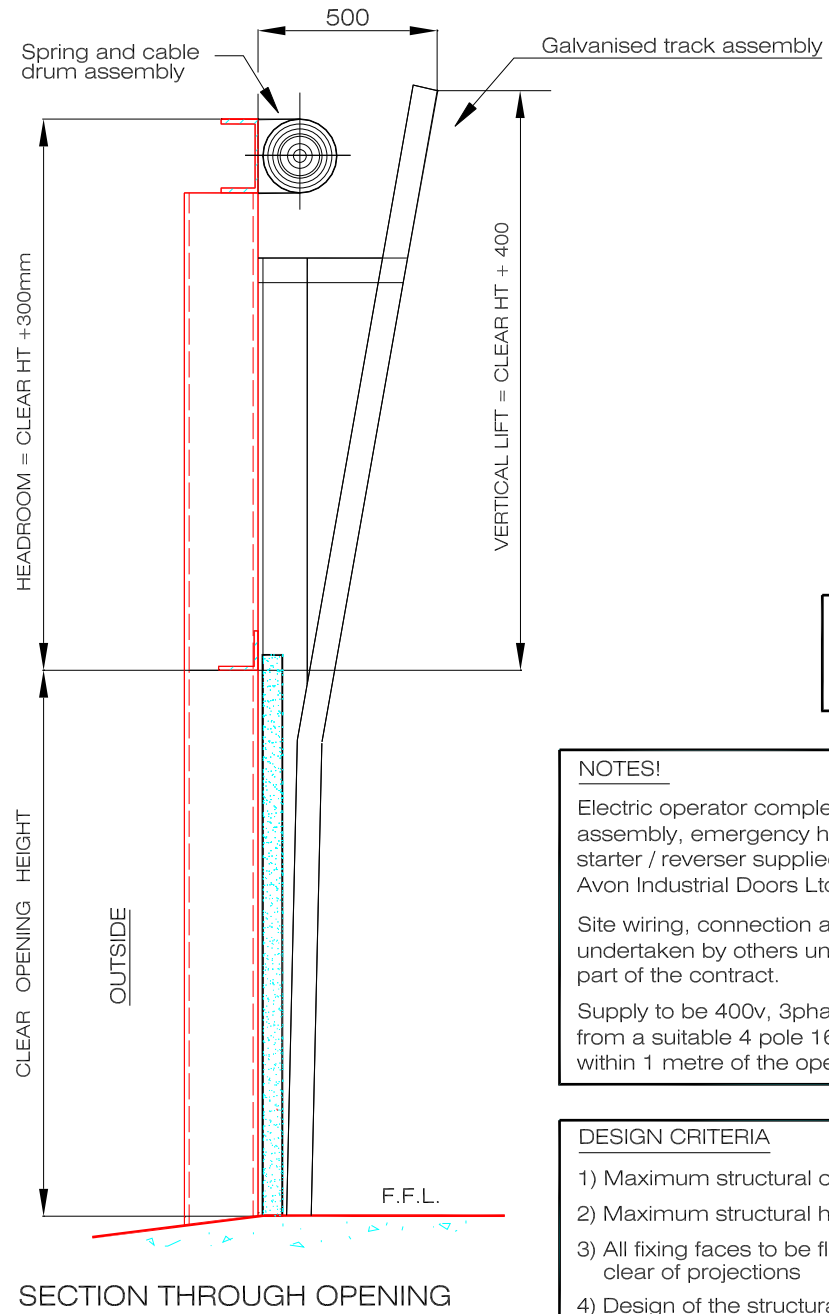 500
Spring and cable
drum assembly
Galvanised track assembly
HEADROOM = CLEAR HT +300mm
VERTICAL LIFT = CLEAR HT + 400
CLEAR OPENING HEIGHT
OUTSIDE
F.F.L.
SECTION THROUGH OPENING
NOTES!
Electric operator comple
assembly, emergency h
starter / reverser supplie
Avon Industrial Doors Ltd
Site wiring, connection a
undertaken by others un
part of the contract.
Supply to be 400v, 3pha
from a suitable 4 pole 16
within 1 metre of the ope
DESIGN CRITERIA
1) Maximum structural o
2) Maximum structural h
3) All fixing faces to be fl
clear of projections
4) Design of the structura